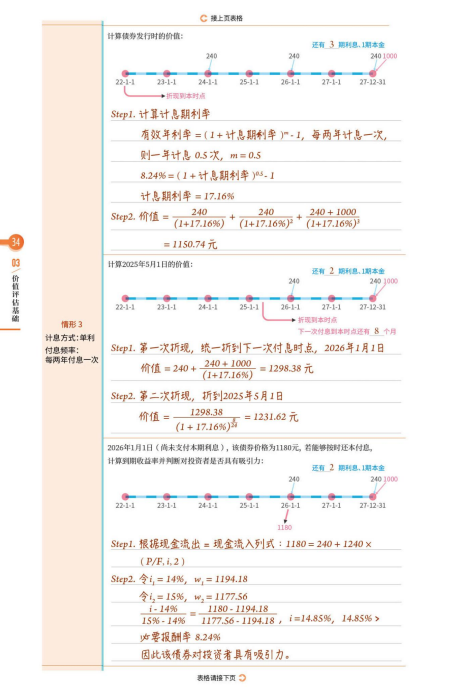 接上页表格
计算债券发行时的价值：
还有 3 期利息、1期本金
240 240 240 1000
22-1-1 23-1-1 24-1-1 25-1-1 26-1-1 27-1-1 27-12-31
折现到本时点
Step1. 计算计息期利率
有效年利率 = ( 1 + 计息期利率 )ᵐ - 1，每两年计息一次，
则一年计息 0.5 次，m = 0.5
8.24% = ( 1 + 计息期利率 )⁰·⁵ - 1
计息期利率 = 17.16%
Step2. 价值 = 240/(1+17.16%) + 240/(1+17.16%)² + (240 + 1000)/(1+17.16%)³
= 1150.74 元
34
03
价值评估基础
计算2025年5月1日的价值：
还有 2 期利息、1期本金
240 240 1000
22-1-1 23-1-1 24-1-1 25-1-1 26-1-1 27-1-1 27-12-31
折现到本时点
下一次付息到本时点还有 8 个月
情形 3
计息方式：单利
付息频率：
每两年付息一次
Step1. 第一次折现，统一折到下一次付息时点，2026年1月1日
价值 = 240 + (240 + 1000)/(1+17.16%) = 1298.38 元
Step2. 第二次折现，折到2025年5月1日
价值 = 1298.38/(1 + 17.16%)^(8/24) = 1231.62 元
2026年1月1日（尚未支付本期利息），该债券价格为1180元，若能够按时还本付息，
计算到期收益率并判断对投资者是否具有吸引力：
还有 2 期利息、1期本金
240 240 1000
22-1-1 23-1-1 24-1-1 25-1-1 26-1-1 27-1-1 27-12-31
1180
Step1. 根据现金流出 = 现金流入列式：1180 = 240 + 1240 ×
( P/F, i, 2 )
Step2. 令i₁ = 14%，w₁ = 1194.18
令i₂ = 15%，w₂ = 1177.56
(i - 14%)/(15% - 14%) = (1180 - 1194.18)/(1177.56 - 1194.18)，i =14.85%，14.85% >
必要报酬率 8.24%
因此该债券对投资者具有吸引力。
表格请接下页